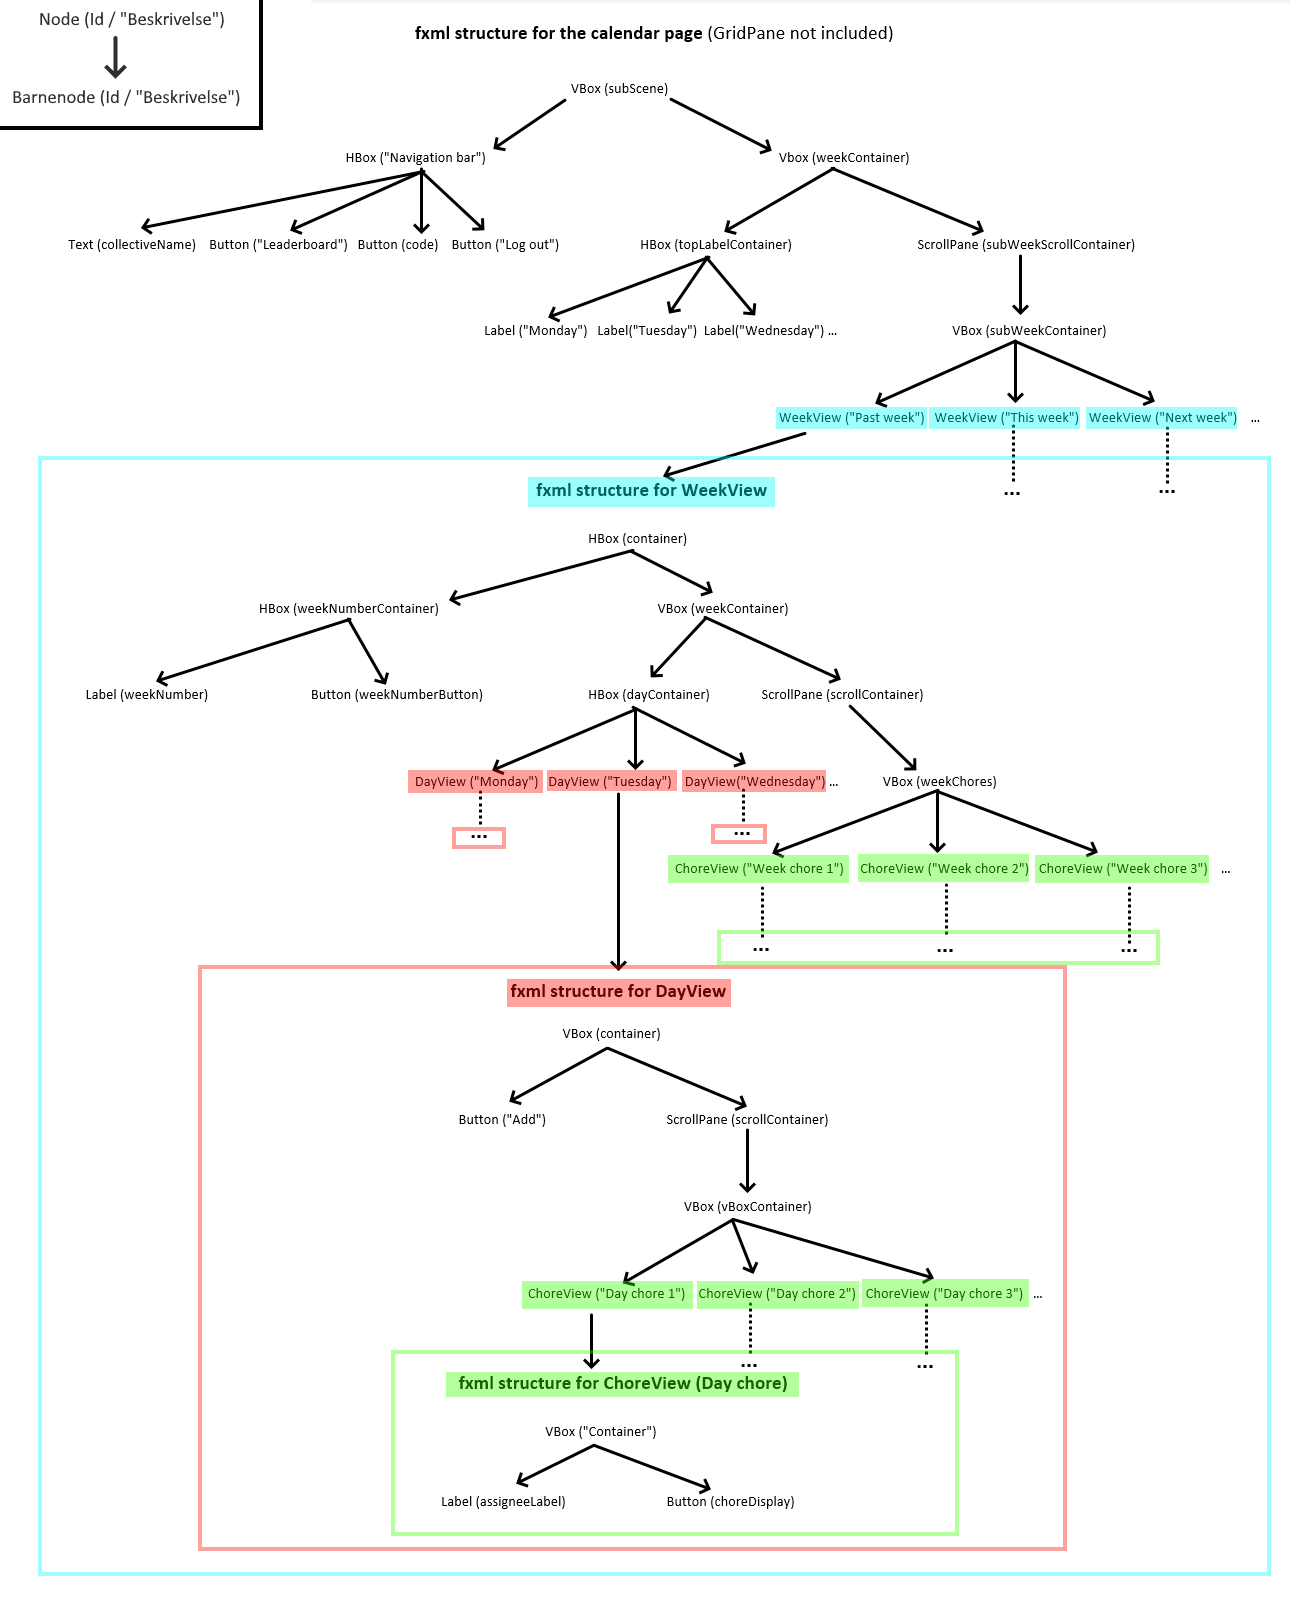 Node (Id / "Beskrivelse")
Barnenode (Id / "Beskrivelse")
fxml structure for the calendar page (GridPane not included)
VBox (subScene)
HBox ("Navigation bar")
Vbox (weekContainer)
Text (collectiveName)
Button ("Leaderboard")
Button (code)
Button ("Log out")
HBox (topLabelContainer)
ScrollPane (subWeekScrollContainer)
Label ("Monday")
Label("Tuesday")
Label("Wednesday") ...
VBox (subWeekContainer)
WeekView ("Past week")
WeekView ("This week")
WeekView ("Next week")
...
...
...
fxml structure for WeekView
HBox (container)
HBox (weekNumberContainer)
VBox (weekContainer)
Label (weekNumber)
Button (weekNumberButton)
HBox (dayContainer)
ScrollPane (scrollContainer)
DayView ("Monday")
DayView ("Tuesday")
DayView("Wednesday") ...
VBox (weekChores)
...
...
ChoreView ("Week chore 1")
ChoreView ("Week chore 2")
ChoreView ("Week chore 3")
...
...
...
...
fxml structure for DayView
VBox (container)
Button ("Add")
ScrollPane (scrollContainer)
VBox (vBoxContainer)
ChoreView ("Day chore 1")
ChoreView ("Day chore 2")
ChoreView ("Day chore 3")
...
...
...
fxml structure for ChoreView (Day chore)
VBox ("Container")
Label (assigneeLabel)
Button (choreDisplay)